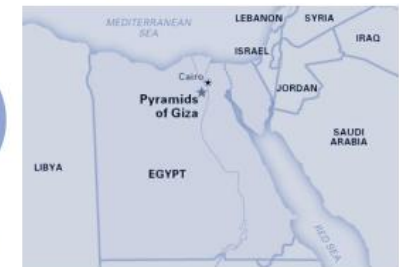 MEDITERRANEAN
SEA
LEBANON
SYRIA
IRAQ
ISRAEL
Cairo
JORDAN
Pyramids
of Giza
SAUDI
ARABIA
LIBYA
EGYPT
RED SEA